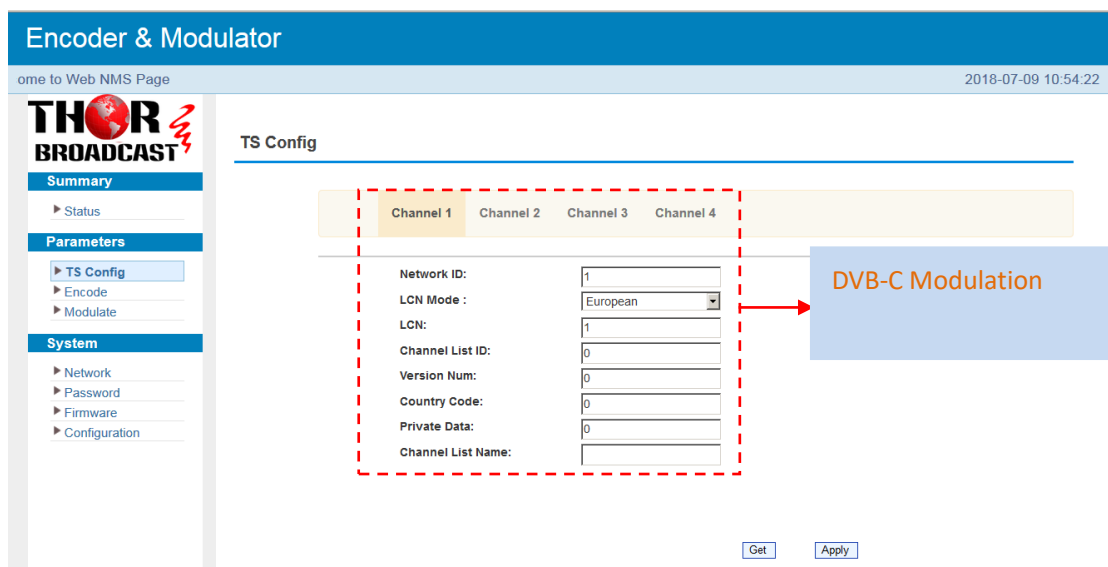 Encoder & Modulator
ome to Web NMS Page 2018-07-09 10:54:22
THOR
BROADCAST
Summary
Status
Parameters
TS Config
Encode
Modulate
System
Network
Password
Firmware
Configuration
TS Config
Channel 1 Channel 2 Channel 3 Channel 4
Network ID: 1
LCN Mode : European
LCN: 1
Channel List ID: 0
Version Num: 0
Country Code: 0
Private Data: 0
Channel List Name:
DVB-C Modulation
Get Apply